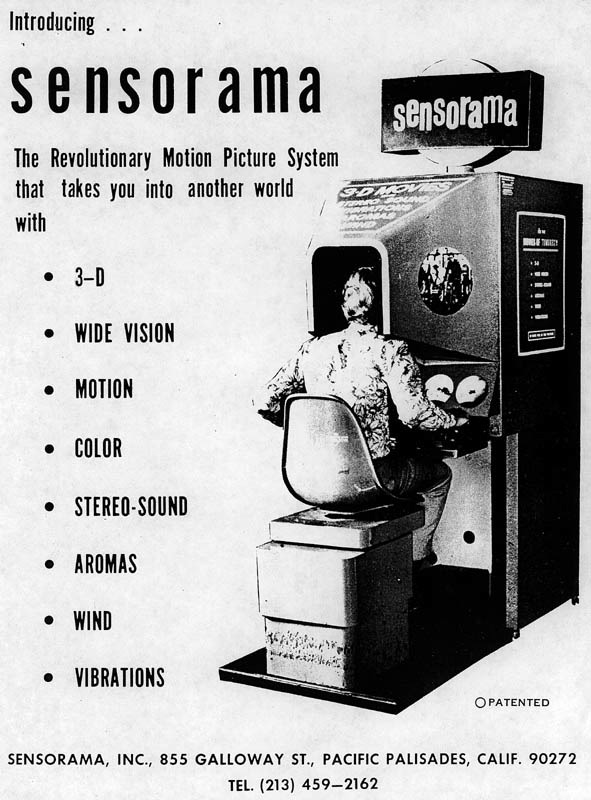 Introducing . . .
sensorama
The Revolutionary Motion Picture System
that takes you into another world
with
• 3–D
• WIDE VISION
• MOTION
• COLOR
• STEREO-SOUND
• AROMAS
• WIND
• VIBRATIONS
sensorama
3-D MOVIES
PATENTED
SENSORAMA, INC., 855 GALLOWAY ST., PACIFIC PALISADES, CALIF. 90272
TEL. (213) 459–2162